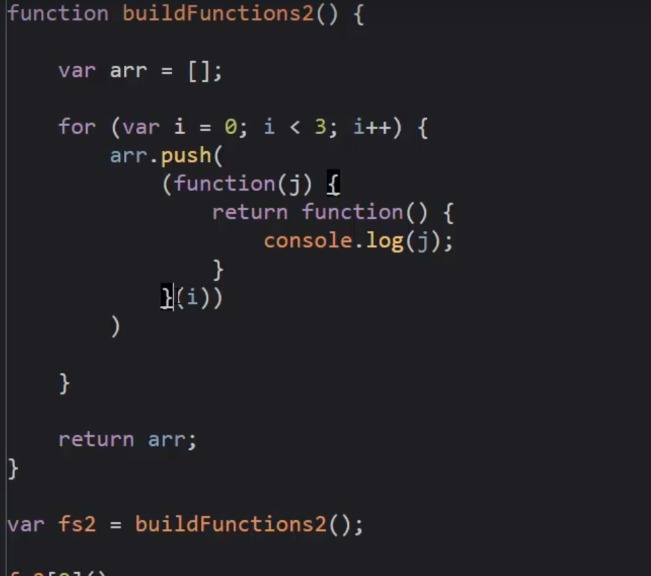 function buildFunctions2() {
var arr = [];
for (var i = 0; i < 3; i++) {
arr.push(
(function(j) {
return function() {
console.log(j);
}
}(i))
)
}
return arr;
}
var fs2 = buildFunctions2();